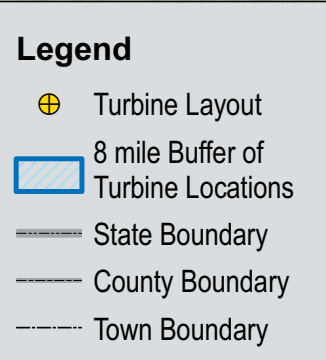 Legend
Turbine Layout
8 mile Buffer of
Turbine Locations
State Boundary
County Boundary
Town Boundary